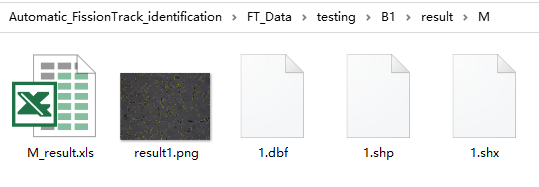 Automatic_FissionTrack_identification > FT_Data > testing > B1 > result > M
M_result.xls result1.png 1.dbf 1.shp 1.shx